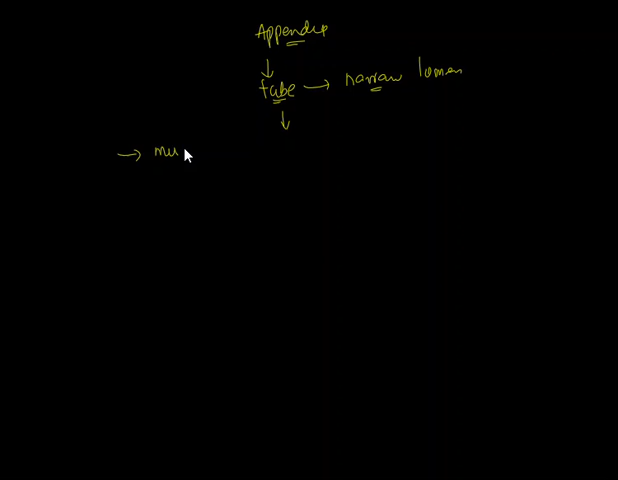 Appendix
↓
tube → narrow lumen
↓
→ mu